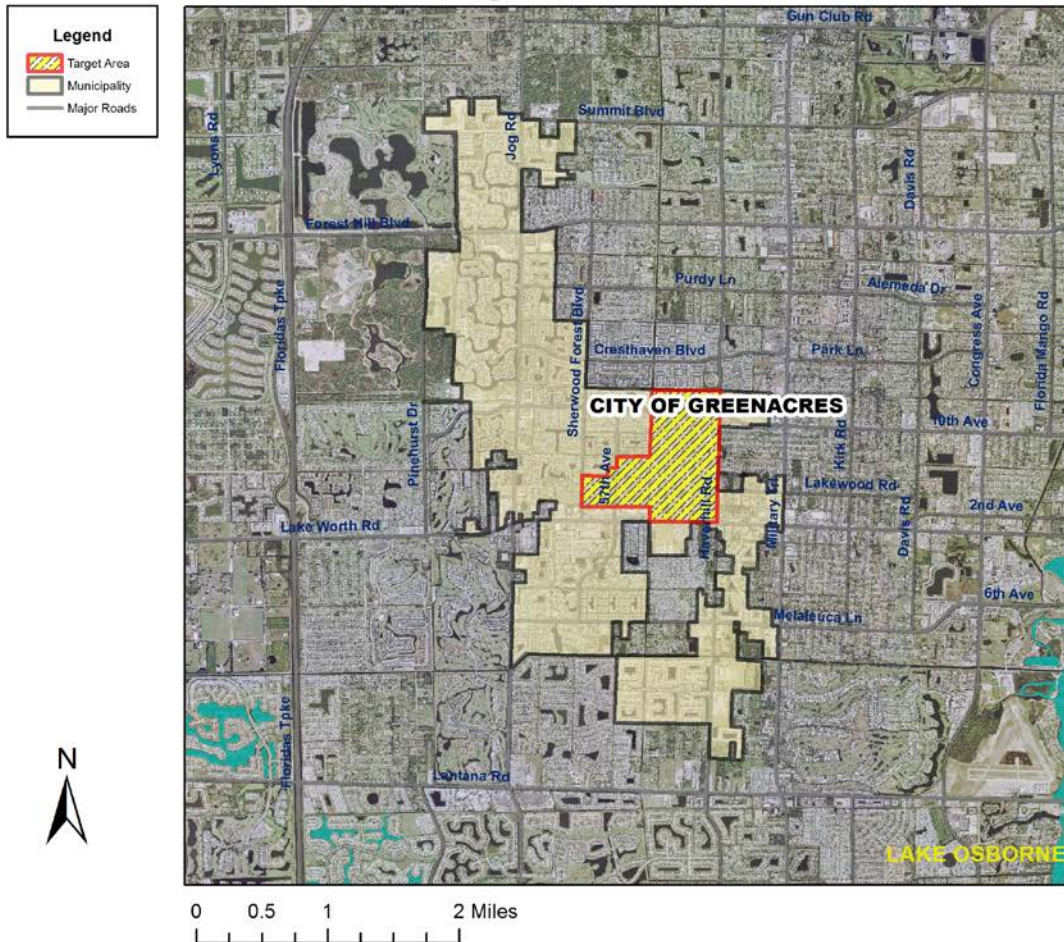 Legend
Target Area
Municipality
Major Roads
Gun Club Rd
Summit Blvd
Jog Rd
Lyons Rd
Davis Rd
Forest Hill Blvd
Purdy Ln
Alemeda Dr
Floridas Tpke
Sherwood Forest Blvd
Congress Ave
Florida Mango Rd
Cresthaven Blvd
Park Ln
Pinehurst Dr
CITY OF GREENACRES
10th Ave
Kirk Rd
57th Ave
Haverhill Rd
Military Trl
Lakewood Rd
2nd Ave
Davis Rd
Lake Worth Rd
6th Ave
Melaleuca Ln
Floridas Tpke
Lantana Rd
LAKE OSBORNE
N
0 0.5 1 2 Miles